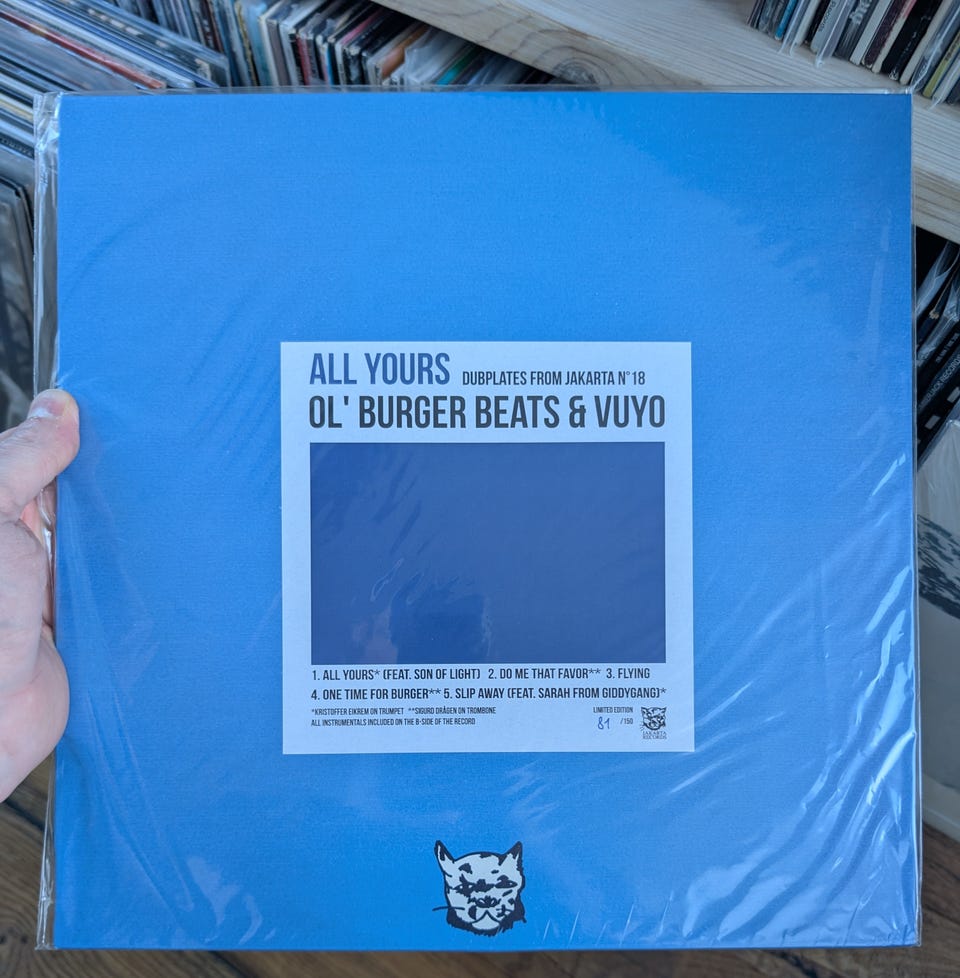 ALL YOURS DUBPLATES FROM JAKARTA N°18
OL' BURGER BEATS & VUYO
1. ALL YOURS* (FEAT. SON OF LIGHT) 2. DO ME THAT FAVOR** 3. FLYING
4. ONE TIME FOR BURGER** 5. SLIP AWAY (FEAT. SARAH FROM GIDDYGANG)*
*KRISTOFFER EIKREM ON TRUMPET **SIGURD DRÅGEN ON TROMBONE
ALL INSTRUMENTALS INCLUDED ON THE B-SIDE OF THE RECORD
LIMITED EDITION
81 /150
JAKARTA
RECORDS